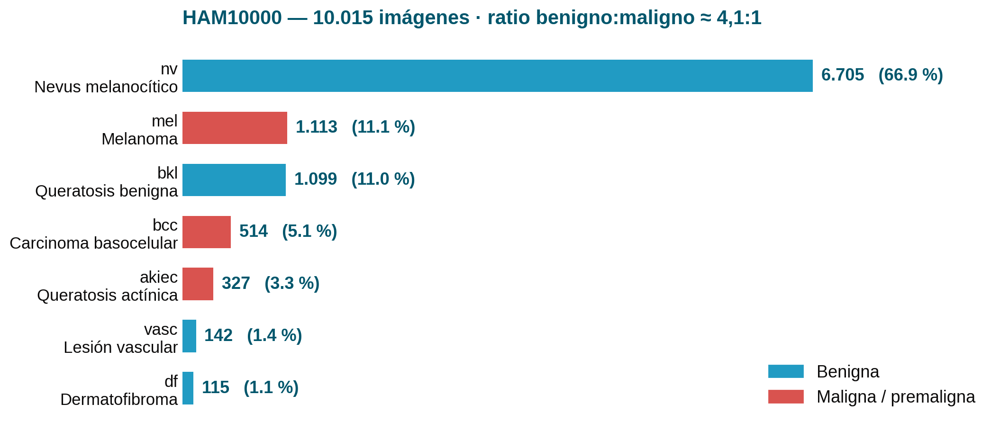 HAM10000 — 10.015 imágenes · ratio benigno:maligno ≈ 4,1:1
nv
Nevus melanocítico
6.705 (66.9 %)
mel
Melanoma
1.113 (11.1 %)
bkl
Queratosis benigna
1.099 (11.0 %)
bcc
Carcinoma basocelular
514 (5.1 %)
akiec
Queratosis actínica
327 (3.3 %)
vasc
Lesión vascular
142 (1.4 %)
df
Dermatofibroma
115 (1.1 %)
Benigna
Maligna / premaligna